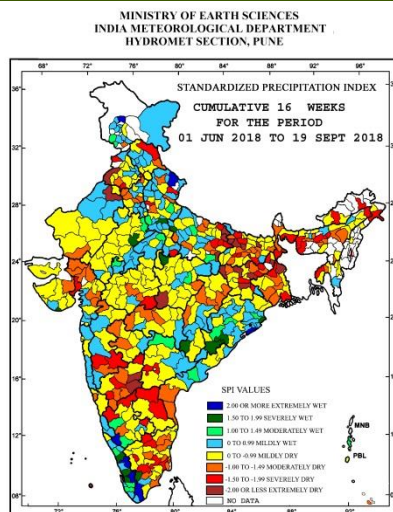 MINISTRY OF EARTH SCIENCES
INDIA METEOROLOGICAL DEPARTMENT
HYDROMET SECTION, PUNE
68° 72° 76° 80° 84° 88° 92° 96°
STANDARDIZED PRECIPITATION INDEX
CUMULATIVE 16 WEEKS
FOR THE PERIOD
01 JUN 2018 TO 19 SEPT 2018
36°
32°
28°
24°
20°
16°
12°
08°
SPI VALUES
2.00 OR MORE EXTREMELY WET
1.50 TO 1.99 SEVERELY WET
1.00 TO 1.49 MODERATELY WET
0 TO 0.99 MILDLY WET
0 TO -0.99 MILDLY DRY
-1.00 TO -1.49 MODERATELY DRY
-1.50 TO -1.99 SEVERELY DRY
-2.00 OR LESS EXTREMELY DRY
NO DATA
MNB
PBL
76° 80° 84° 88°